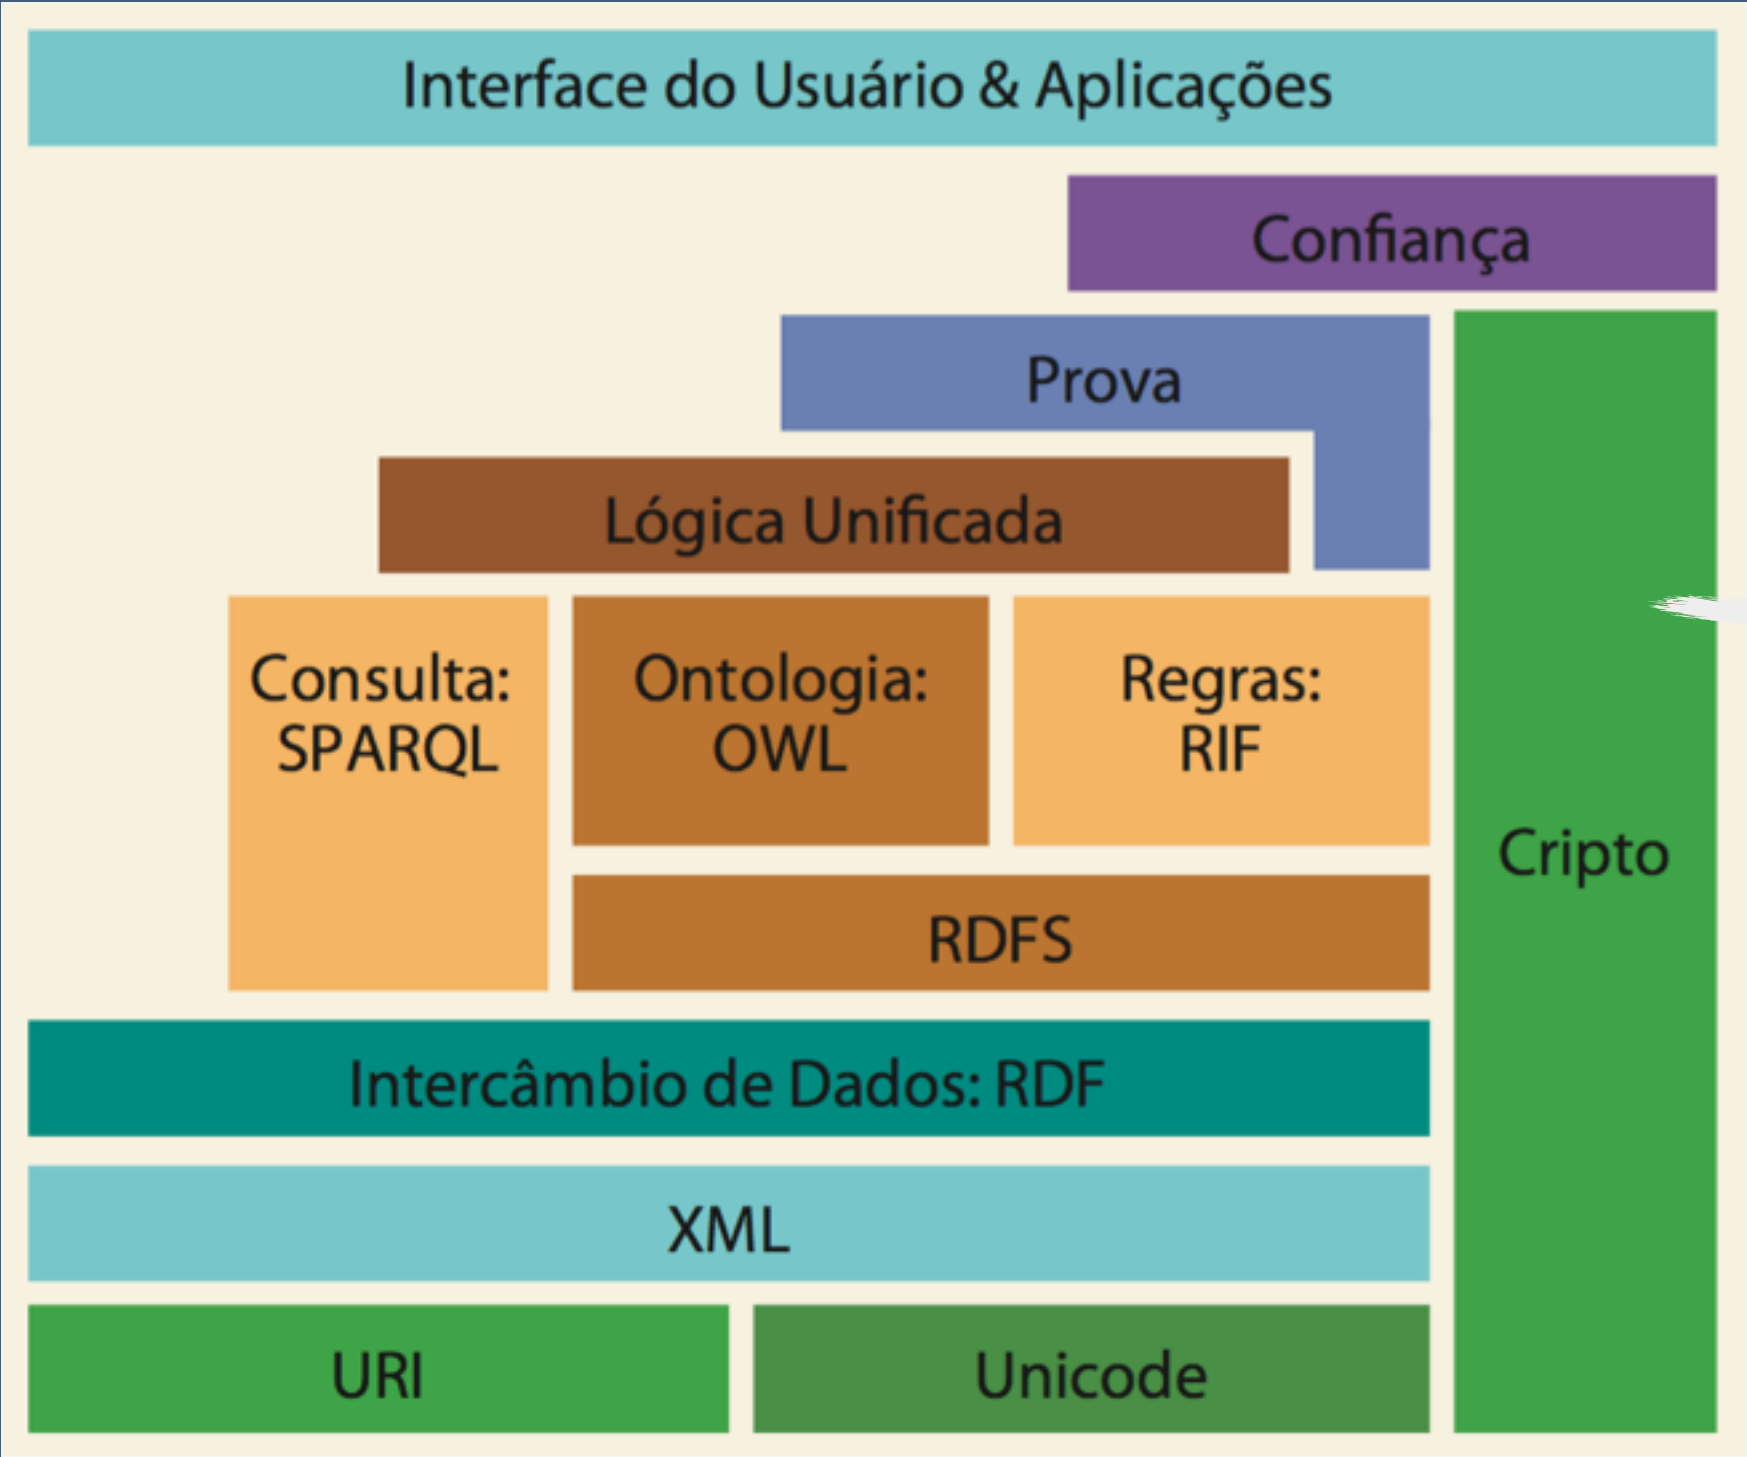 Interface do Usuário & Aplicações
Confiança
Prova
Lógica Unificada
Consulta:
SPARQL
Ontologia:
OWL
Regras:
RIF
Cripto
RDFS
Intercâmbio de Dados: RDF
XML
URI
Unicode